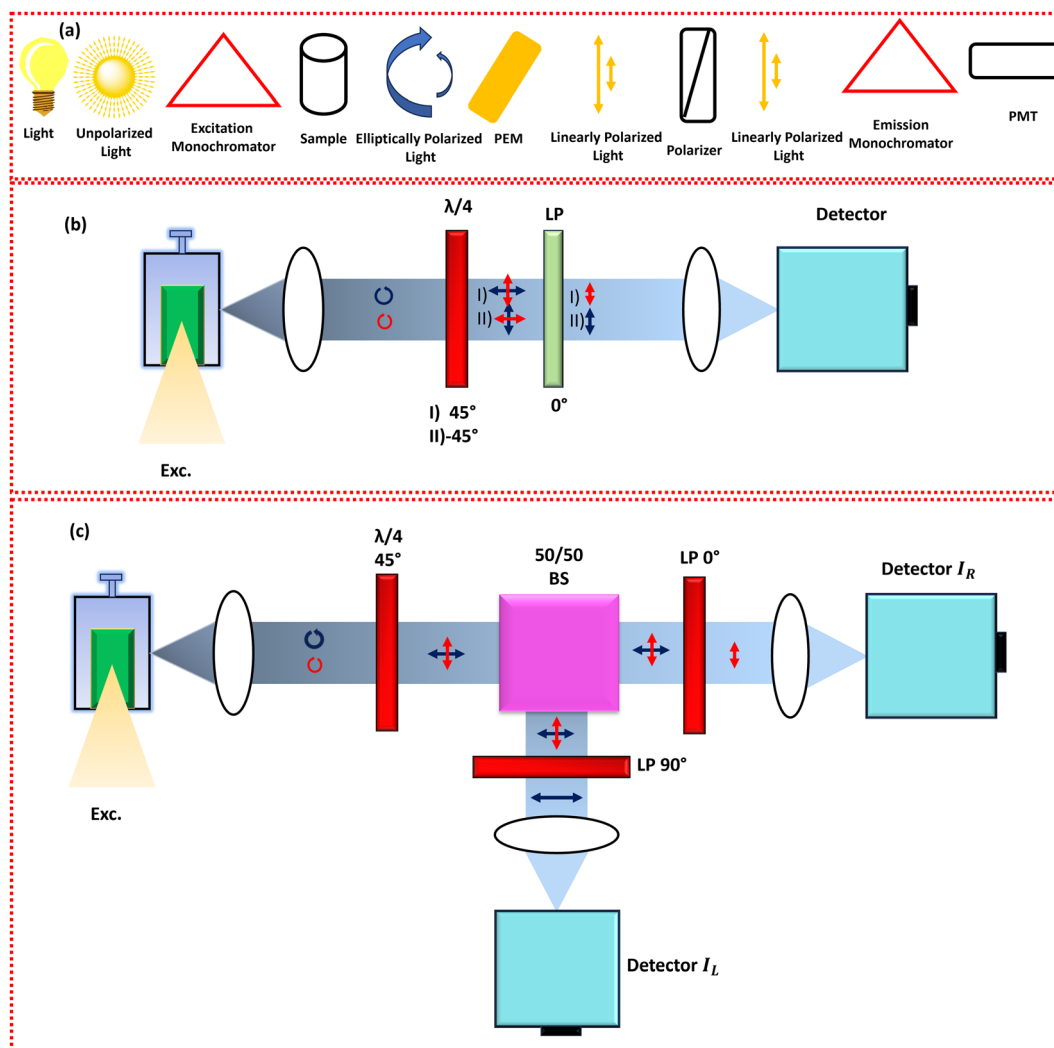 (a)
Light
Unpolarized
Light
Excitation
Monochromator
Sample
Elliptically Polarized
Light
PEM
Linearly Polarized
Light
Polarizer
Linearly Polarized
Light
Emission
Monochromator
PMT
(b)
λ/4
LP
Detector
I)
II)
I)
II)
I) 45°
II)-45°
0°
Exc.
(c)
λ/4
45°
50/50
BS
LP 0°
Detector I_R
LP 90°
Exc.
Detector I_L